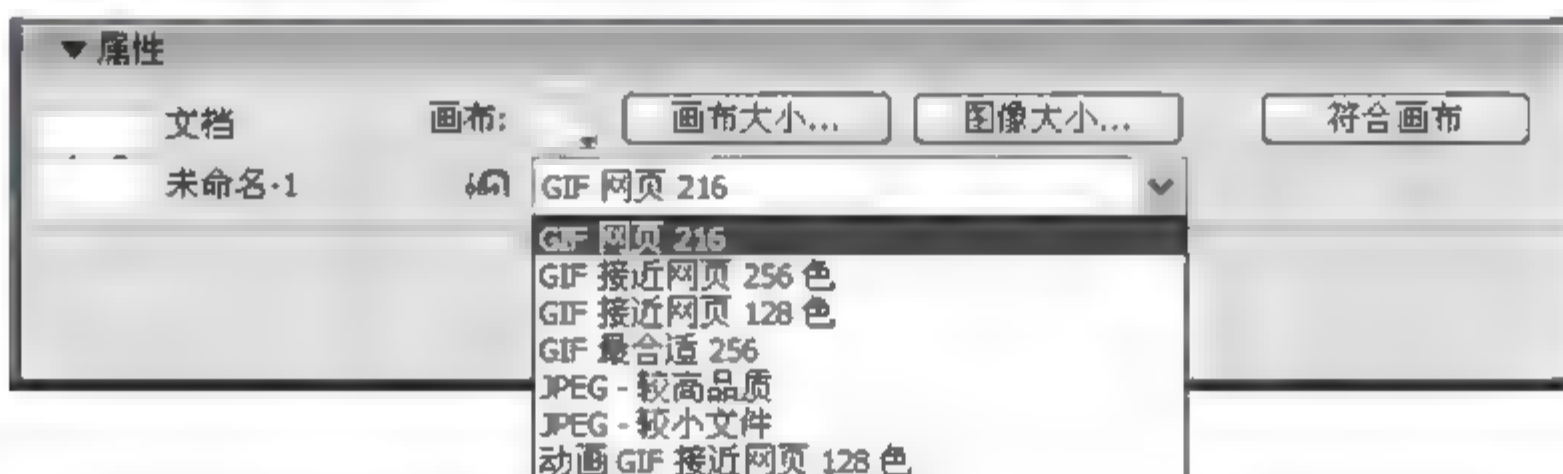 属性
文档 画布: 画布大小... 图像大小... 符合画布
未命名-1 GIF 网页 216
GIF 网页 216
GIF 接近网页 256 色
GIF 接近网页 128 色
GIF 最合适 256
JPEG - 较高品质
JPEG - 较小文件
动画 GIF 接近网页 128 色